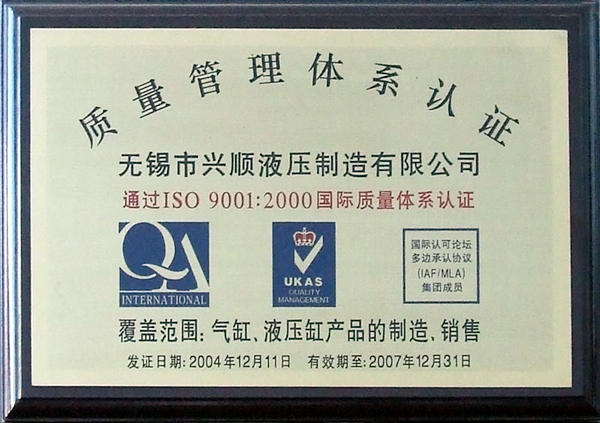 质量管理体系认证
无锡市兴顺液压制造有限公司
通过ISO 9001:2000国际质量体系认证
QA
INTERNATIONAL
UKAS
QUALITY
MANAGEMENT
国际认可论坛
多边承认协议
(IAF/MLA)
集团成员
覆盖范围: 气缸、液压缸产品的制造、销售
发证日期: 2004年12月11日 有效期至: 2007年12月31日